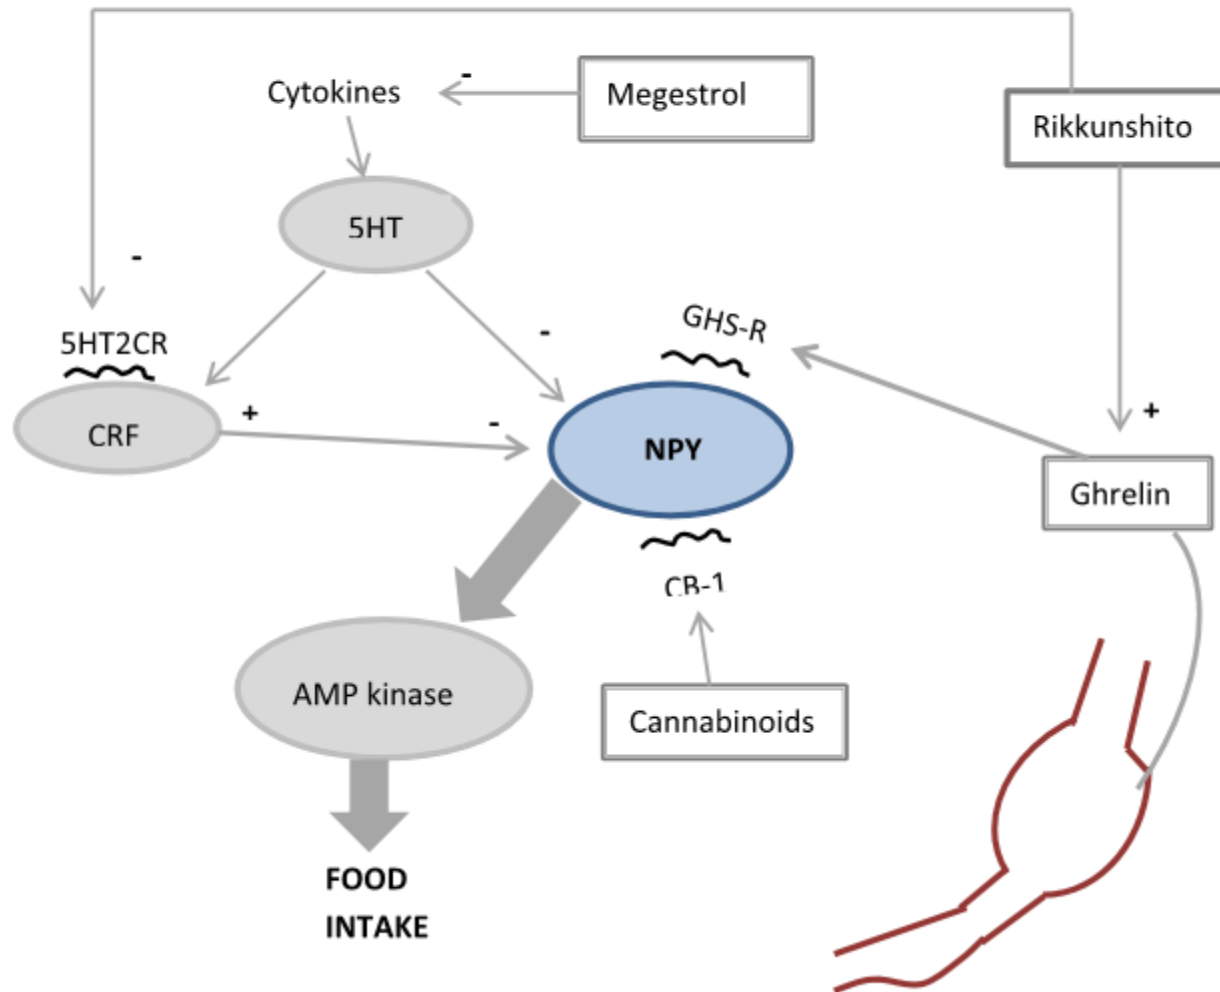 Cytokines
-
Megestrol
Rikkunshito
5HT
-
5HT2CR
-
GHS-R
CRF
+
-
NPY
+
Ghrelin
CB-1
AMP kinase
Cannabinoids
FOOD
INTAKE